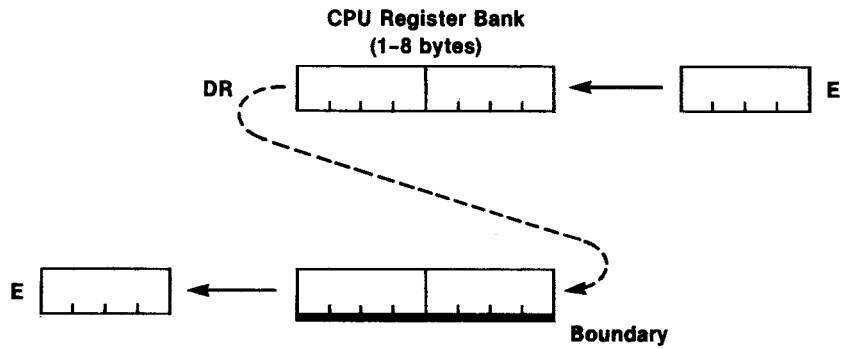 CPU Register Bank
(1–8 bytes)
DR
E
E
Boundary